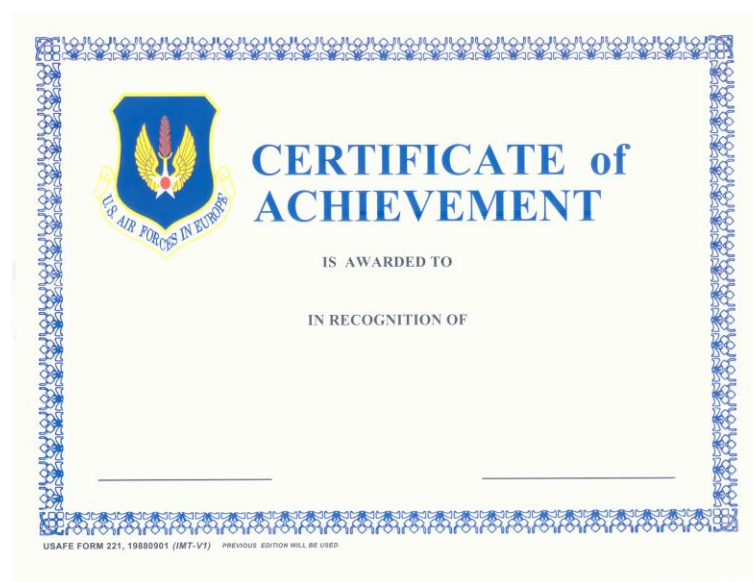 CERTIFICATE of
ACHIEVEMENT
U.S. AIR FORCES IN EUROPE
IS AWARDED TO
IN RECOGNITION OF
USAFE FORM 221, 19880901 (IMT-V1) PREVIOUS EDITION WILL BE USED